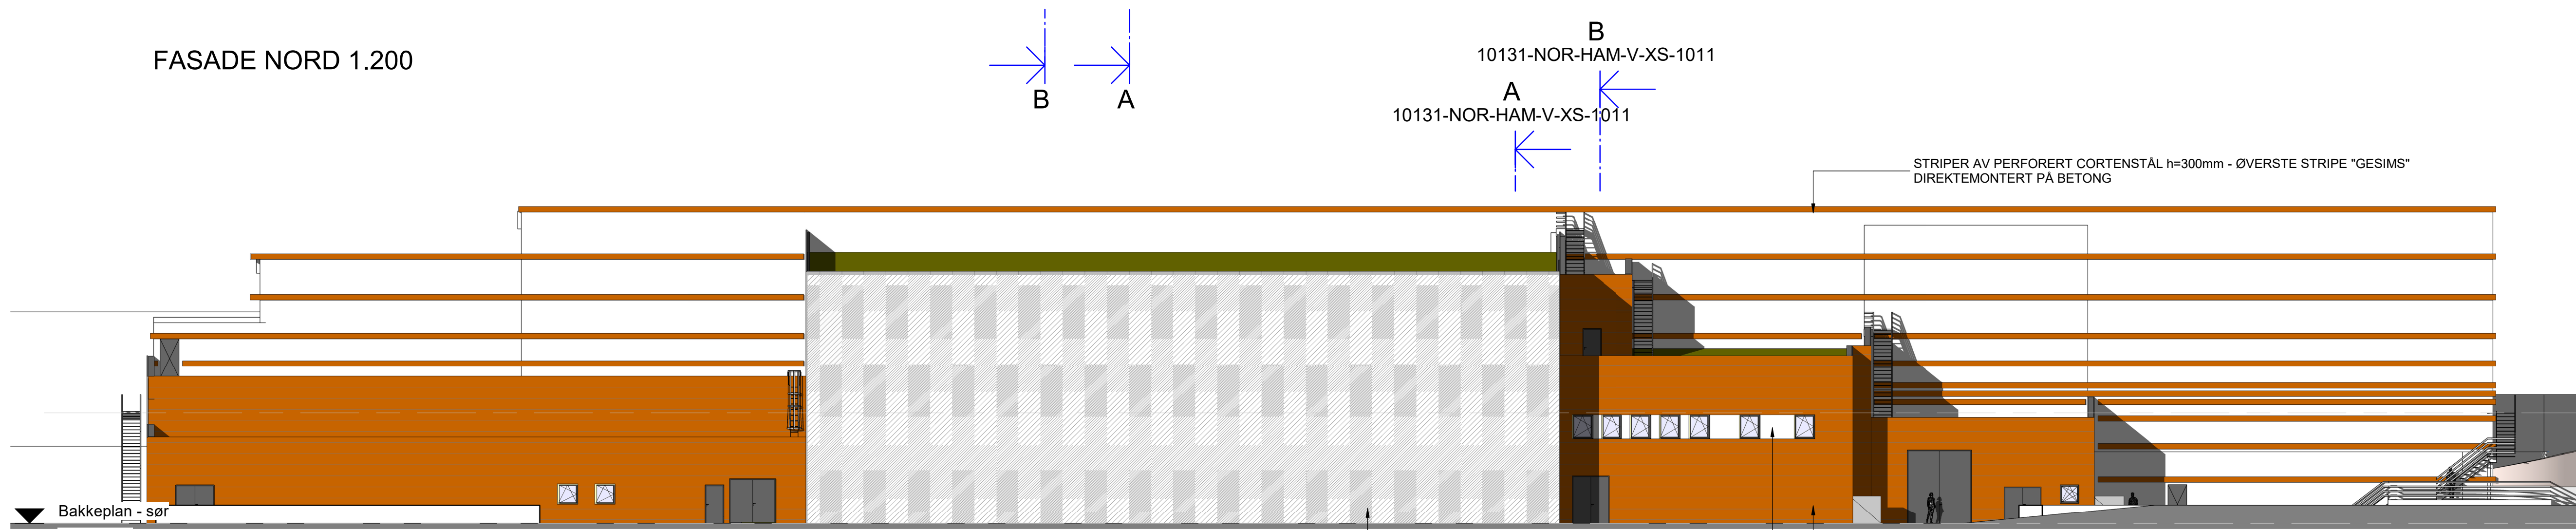 FASADE NORD 1.200
B
A
B
10131-NOR-HAM-V-XS-1011
A
10131-NOR-HAM-V-XS-1011
STRIPER AV PERFORERT CORTENSTÅL h=300mm - ØVERSTE STRIPE "GESIMS"
DIREKTEMONTERT PÅ BETONG
Bakkeplan - sør